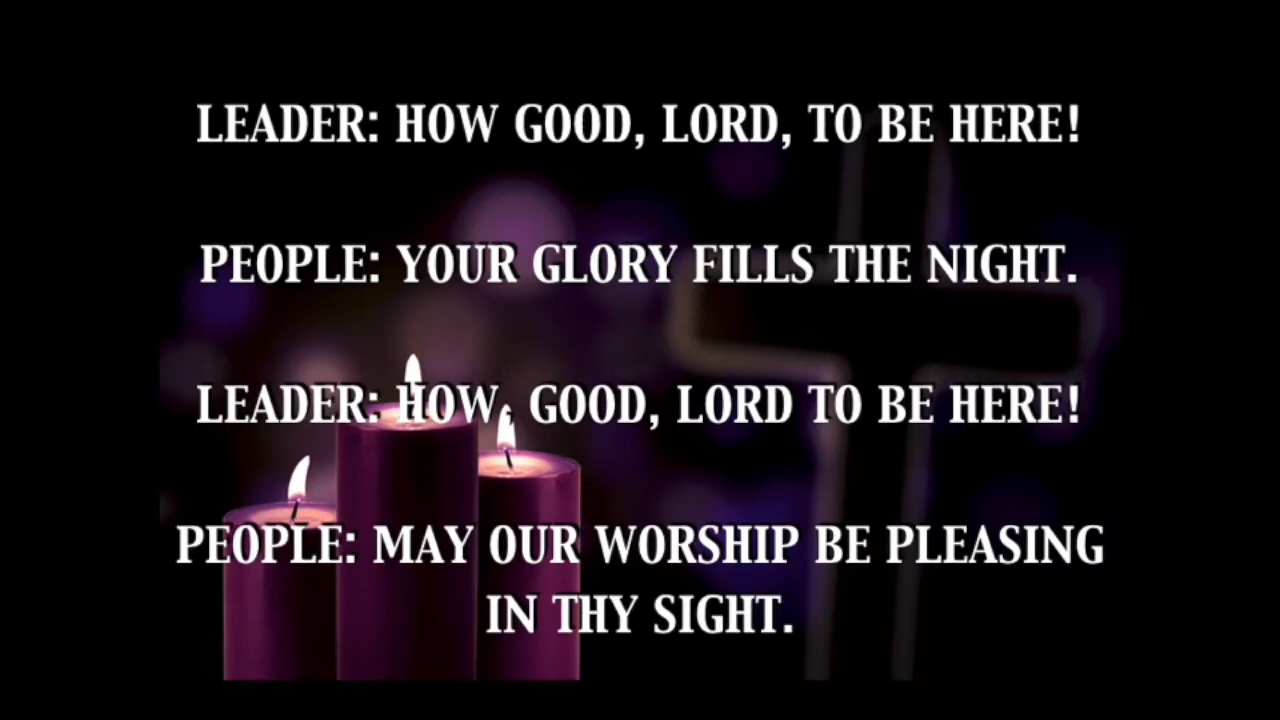 LEADER: HOW GOOD, LORD, TO BE HERE!
PEOPLE: YOUR GLORY FILLS THE NIGHT.
LEADER: HOW, GOOD, LORD TO BE HERE!
PEOPLE: MAY OUR WORSHIP BE PLEASING
IN THY SIGHT.